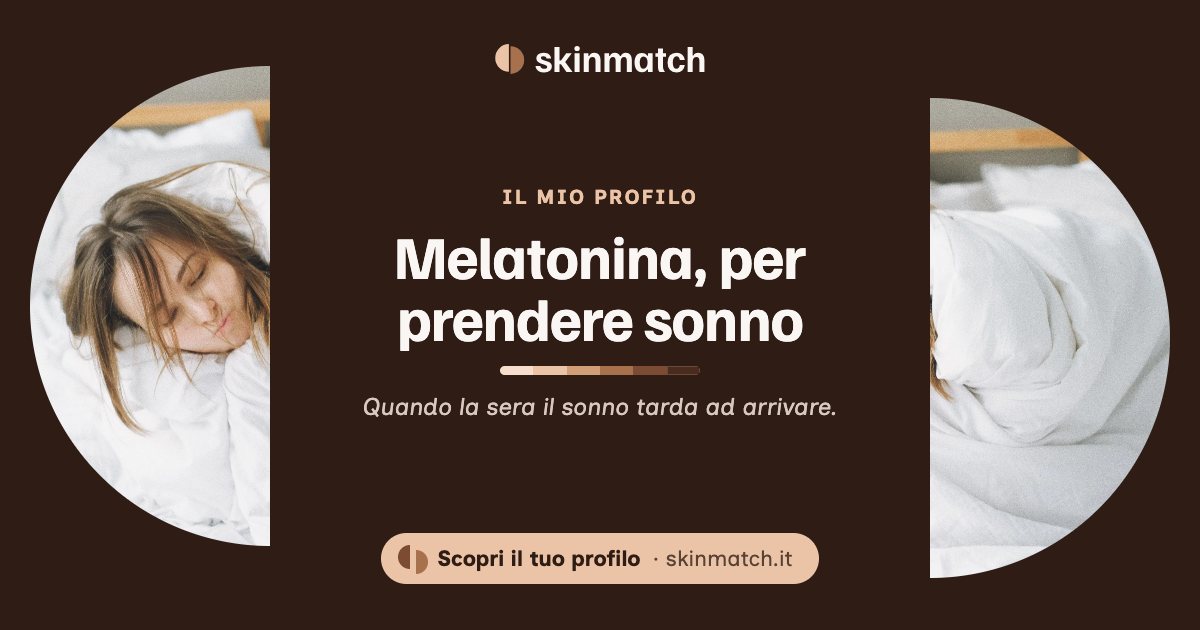 skinmatch
IL MIO PROFILO
Melatonina, per
prendere sonno
Quando la sera il sonno tarda ad arrivare.
Scopri il tuo profilo · skinmatch.it